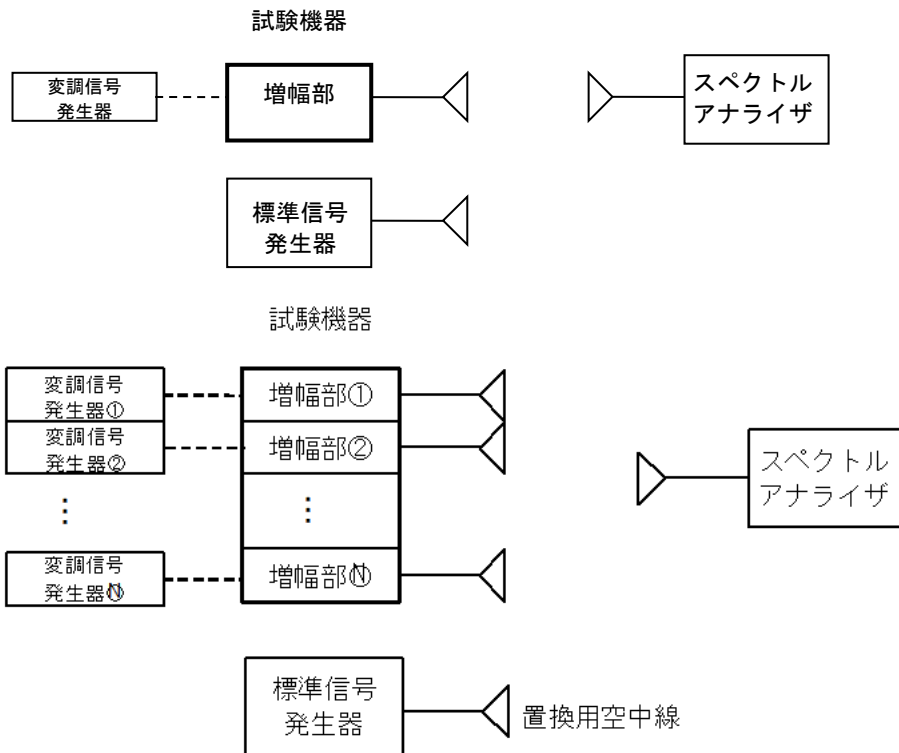 試験機器
変調信号
発生器
増幅部
スペクトル
アナライザ
標準信号
発生器
試験機器
変調信号
発生器①
増幅部①
変調信号
発生器②
増幅部②
スペクトル
アナライザ
⋮
⋮
変調信号
発生器Ⓝ
増幅部Ⓝ
標準信号
発生器
置換用空中線